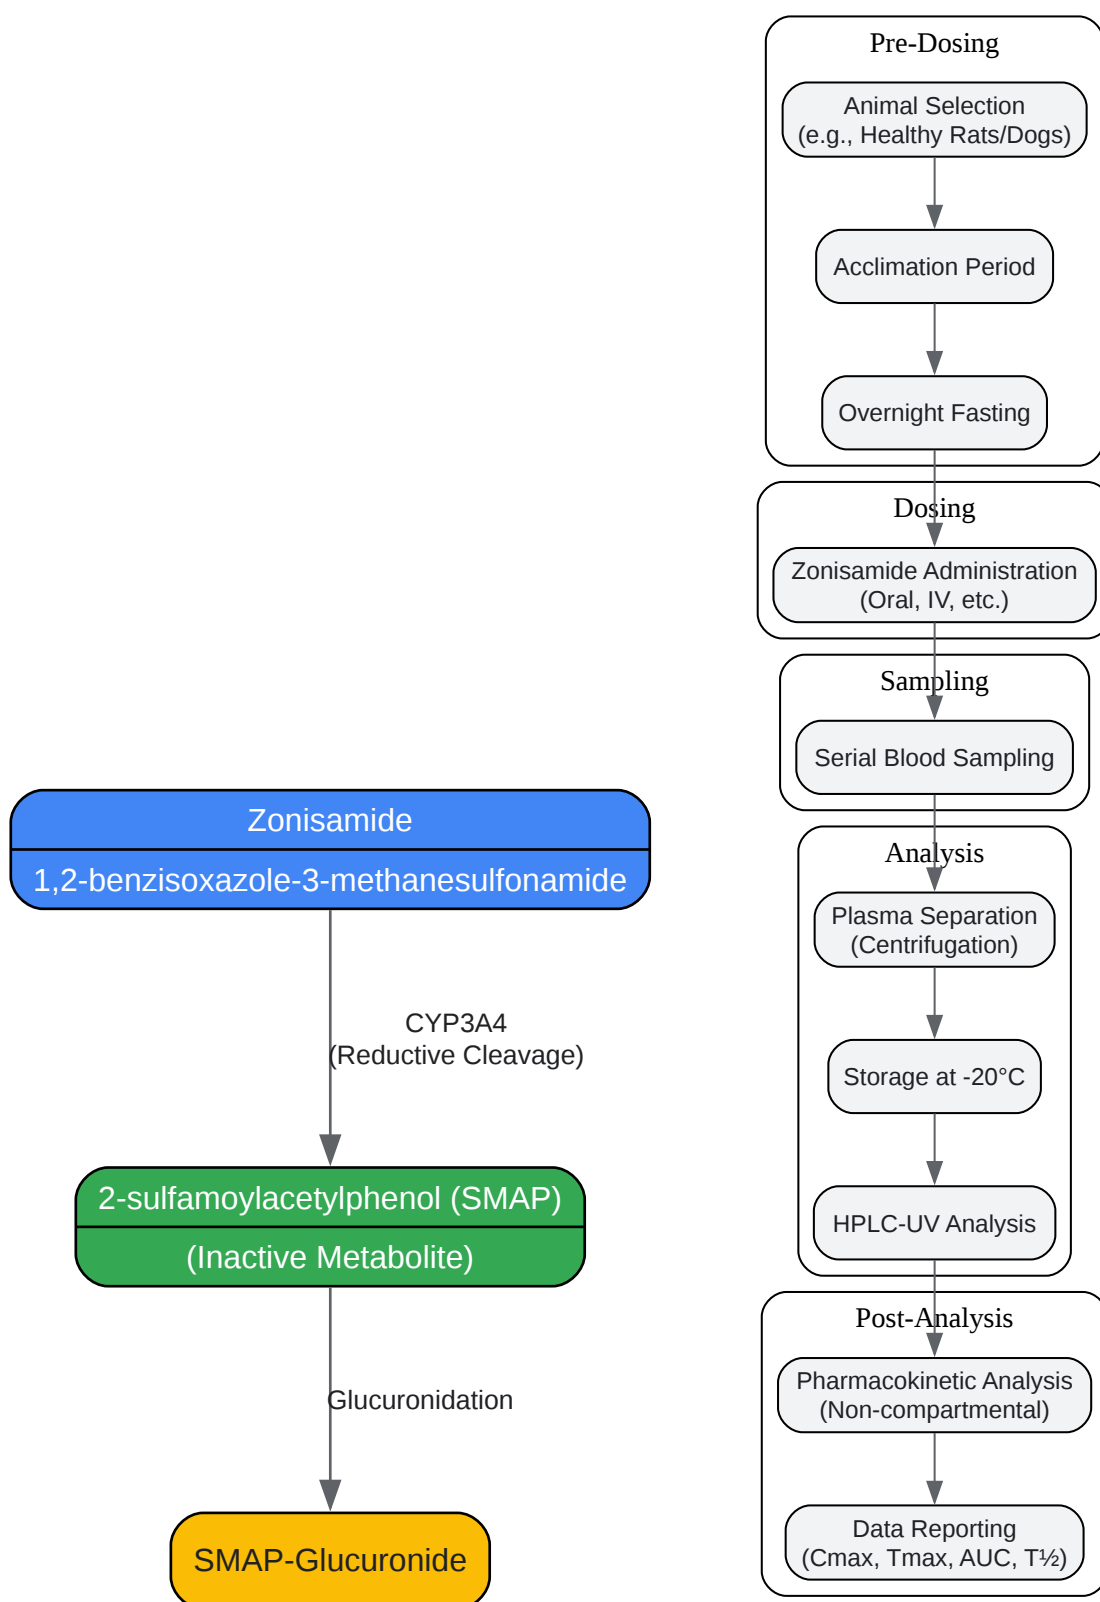 Zonisamide
1,2-benzisoxazole-3-methanesulfonamide
CYP3A4
(Reductive Cleavage)
2-sulfamoylacetylphenol (SMAP)
(Inactive Metabolite)
Glucuronidation
SMAP-Glucuronide
Pre-Dosing
Animal Selection
(e.g., Healthy Rats/Dogs)
Acclimation Period
Overnight Fasting
Dosing
Zonisamide Administration
(Oral, IV, etc.)
Sampling
Serial Blood Sampling
Analysis
Plasma Separation
(Centrifugation)
Storage at -20°C
HPLC-UV Analysis
Post-Analysis
Pharmacokinetic Analysis
(Non-compartmental)
Data Reporting
(Cmax, Tmax, AUC, T½)